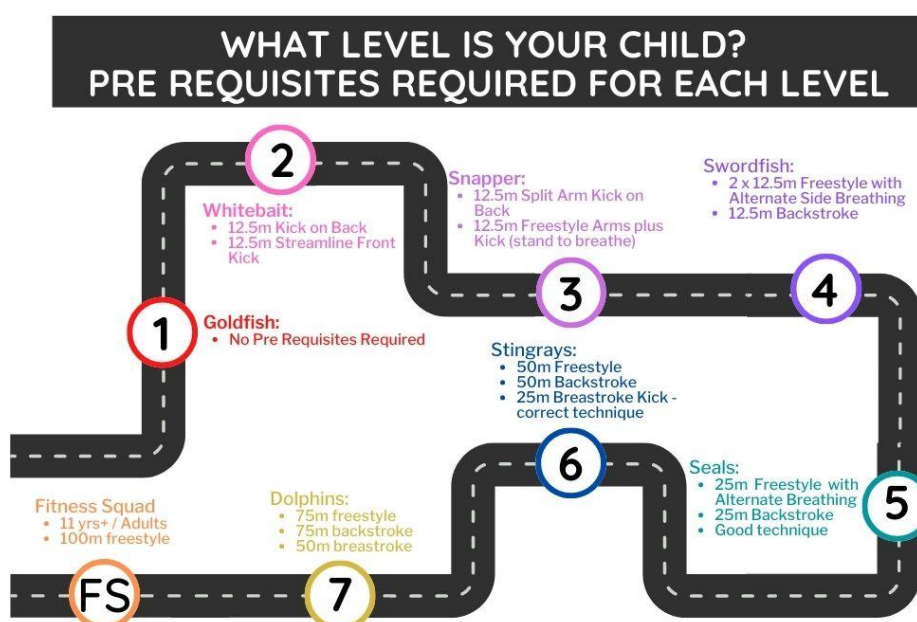 WHAT LEVEL IS YOUR CHILD?
PRE REQUISITES REQUIRED FOR EACH LEVEL
1
Goldfish:
• No Pre Requisites Required
2
Whitebait:
• 12.5m Kick on Back
• 12.5m Streamline Front
Kick
3
Snapper:
• 12.5m Split Arm Kick on
Back
• 12.5m Freestyle Arms plus
Kick (stand to breathe)
4
Swordfish:
• 2 x 12.5m Freestyle with
Alternate Side Breathing
• 12.5m Backstroke
5
Seals:
• 25m Freestyle with
Alternate Breathing
• 25m Backstroke
• Good technique
6
Stingrays:
• 50m Freestyle
• 50m Backstroke
• 25m Breastroke Kick -
correct technique
7
Dolphins:
• 75m freestyle
• 75m backstroke
• 50m breastroke
FS
Fitness Squad
• 11 yrs+ / Adults
• 100m freestyle